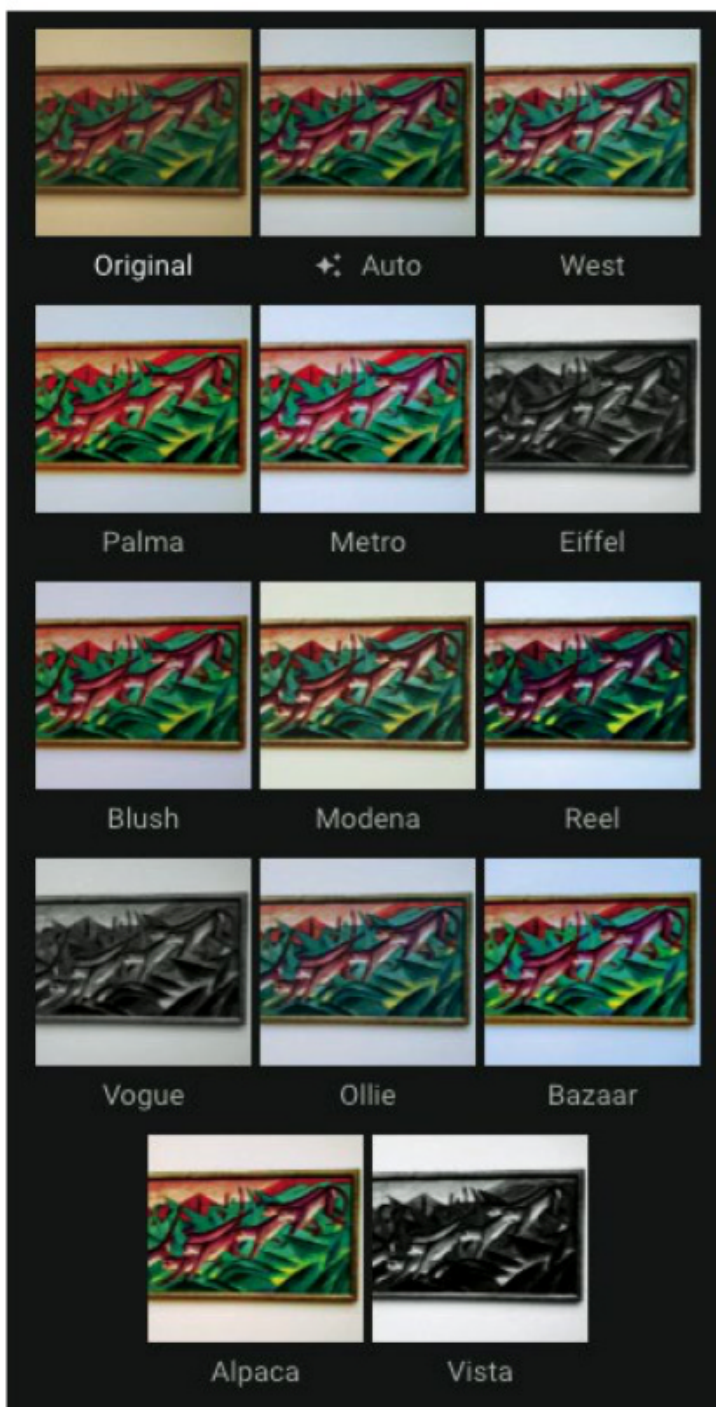 Original
Auto
West
Palma
Metro
Eiffel
Blush
Modena
Reel
Vogue
Ollie
Bazaar
Alpaca
Vista